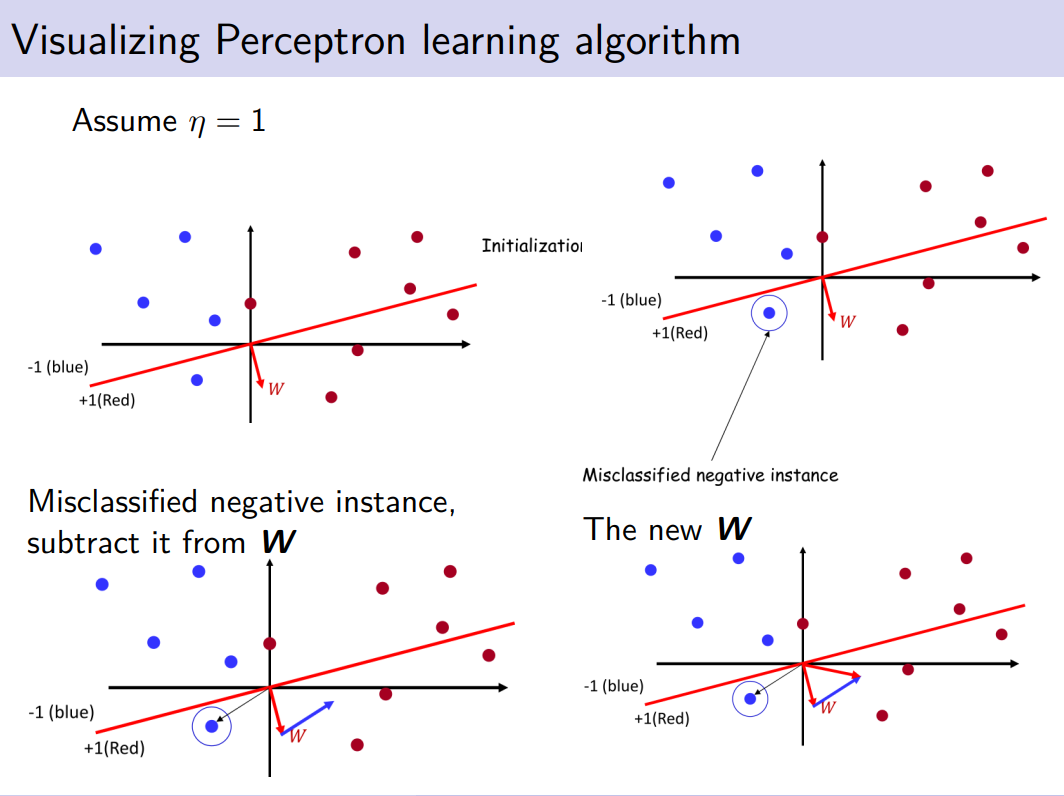 Visualizing Perceptron learning algorithm
Assume η = 1
Initialization
-1 (blue)
+1(Red)
W
-1 (blue)
+1(Red)
W
Misclassified negative instance
Misclassified negative instance,
subtract it from W
-1 (blue)
+1(Red)
W
The new W
-1 (blue)
+1(Red)
W